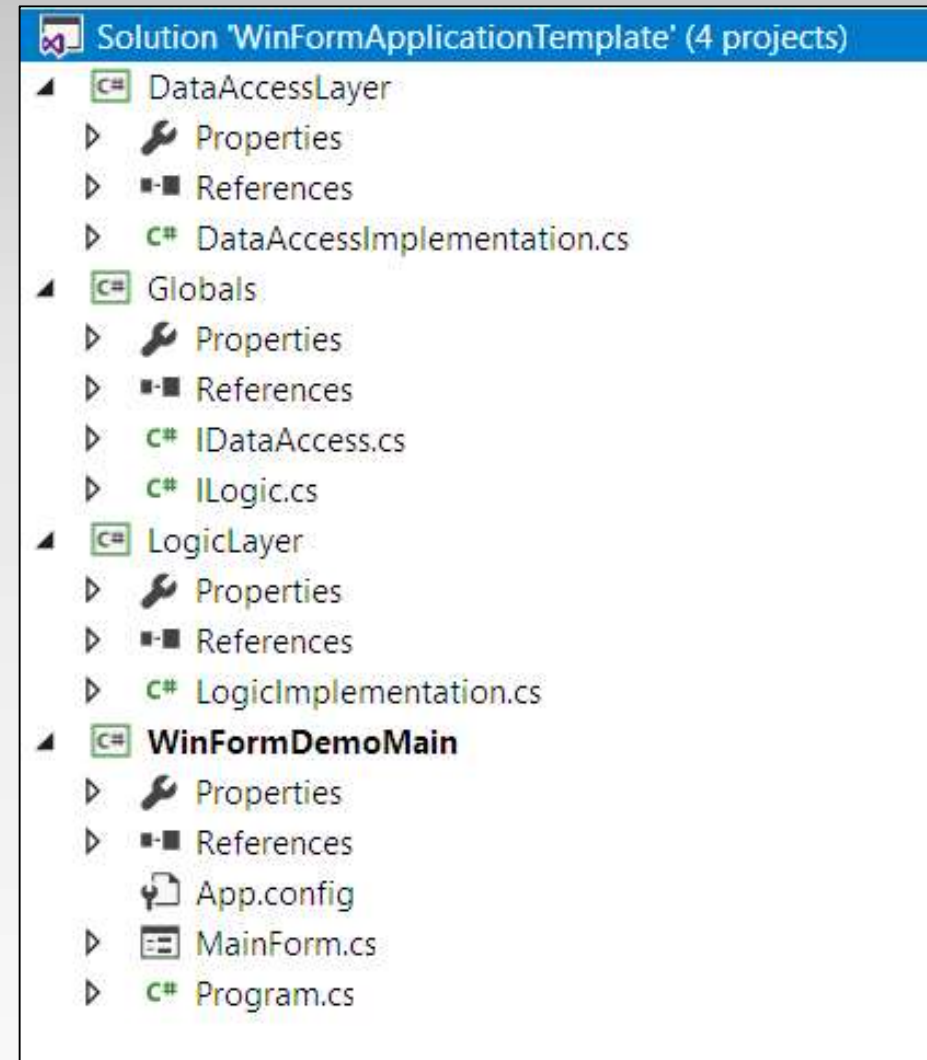 Solution 'WinFormApplicationTemplate' (4 projects)
C# DataAccessLayer
Properties
References
C# DataAccessImplementation.cs
C# Globals
Properties
References
C# IDataAccess.cs
C# ILogic.cs
C# LogicLayer
Properties
References
C# LogicImplementation.cs
C# WinFormDemoMain
Properties
References
App.config
MainForm.cs
C# Program.cs